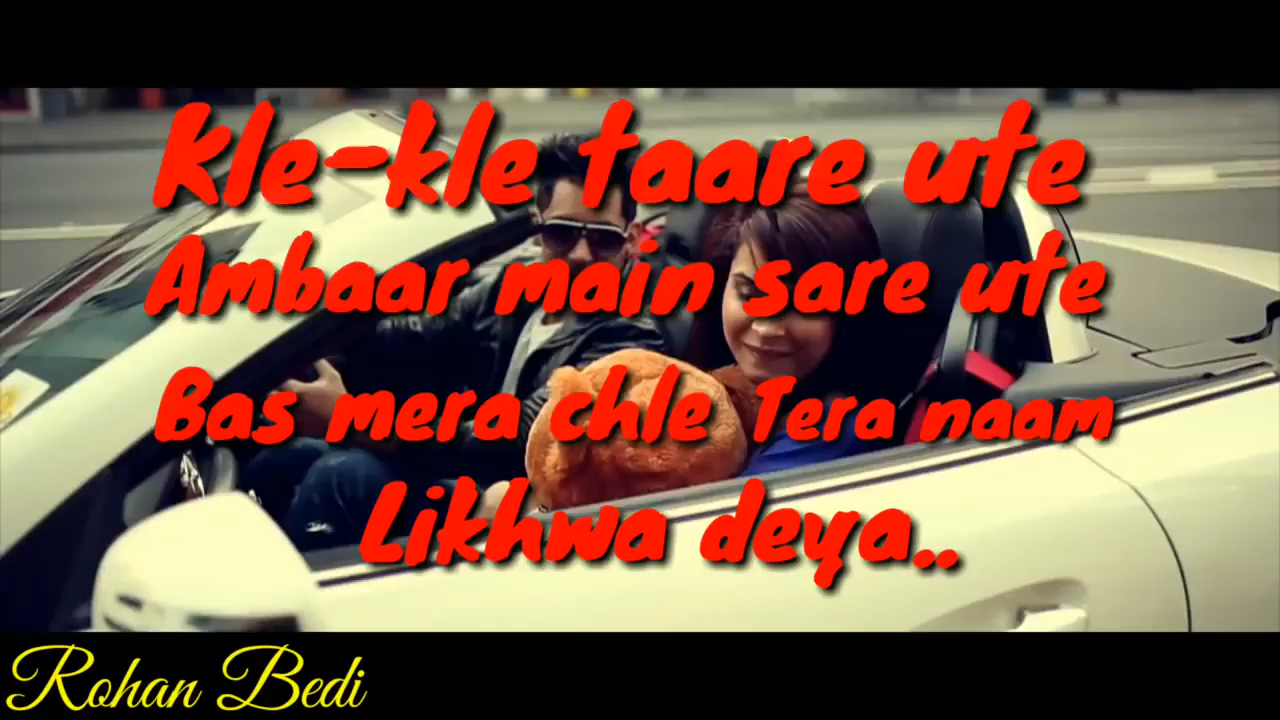 Kle-kle taare ute
Ambaar main sare ute
Bas mera chle Tera naam
Likhwa deya..
Rohan Bedi